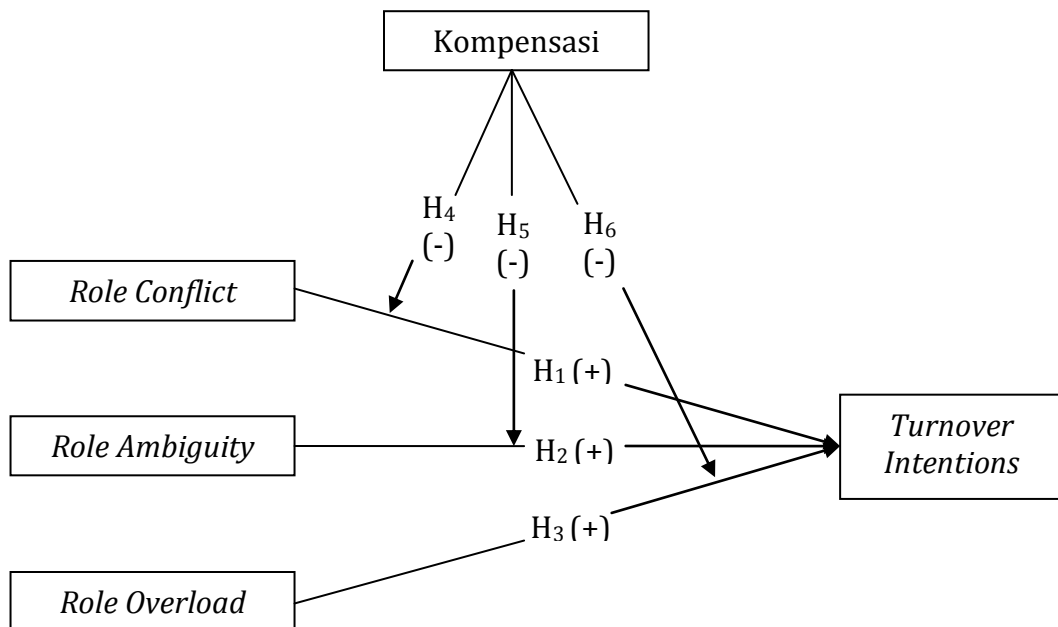 Kompensasi
H₄
(-)
H₅
(-)
H₆
(-)
Role Conflict
H₁ (+)
Role Ambiguity
H₂ (+)
Turnover
Intentions
H₃ (+)
Role Overload